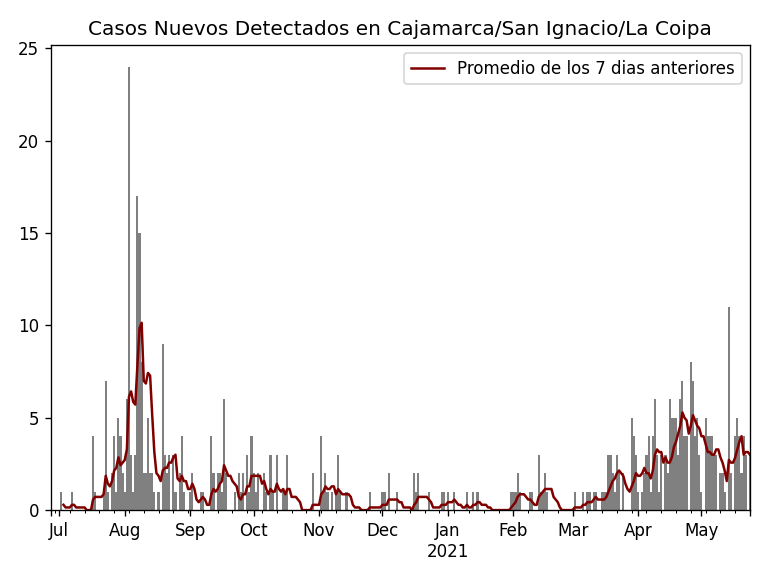 Casos Nuevos Detectados en Cajamarca/San Ignacio/La Coipa
Promedio de los 7 dias anteriores
25
20
15
10
5
0
Jul Aug Sep Oct Nov Dec Jan Feb Mar Apr May
2021